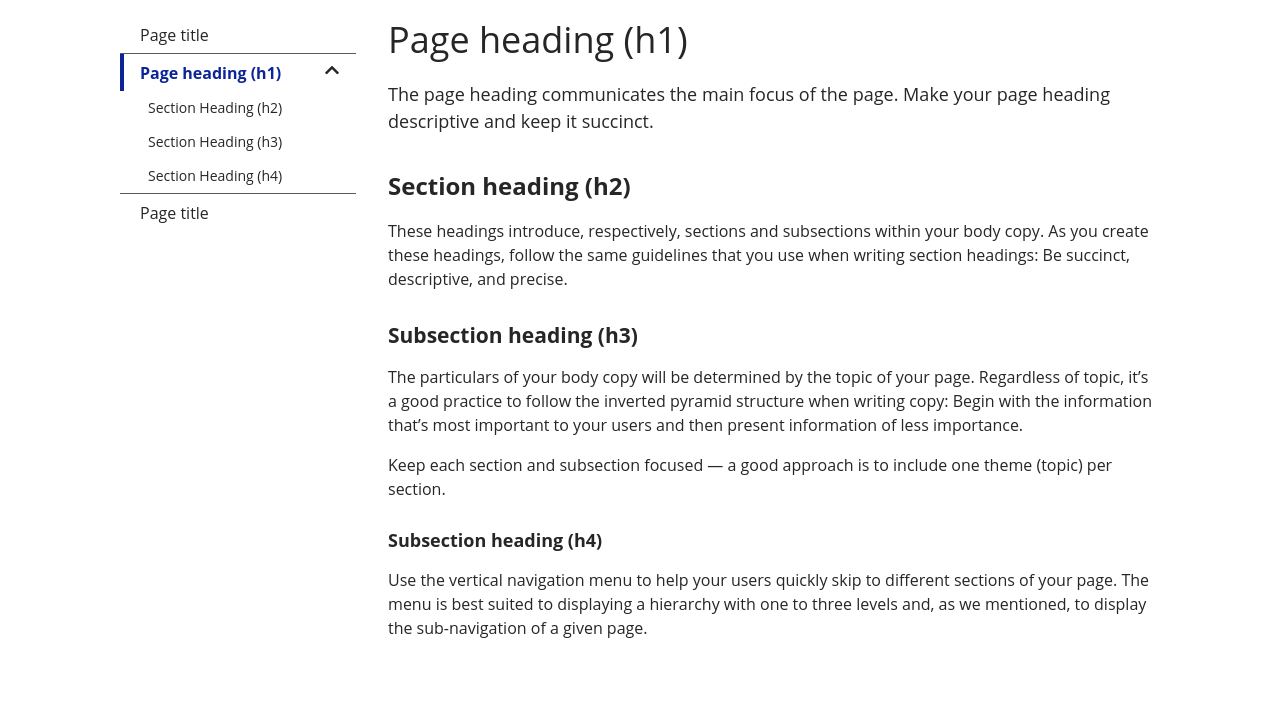 Page title
Page heading (h1)
Section Heading (h2)
Section Heading (h3)
Section Heading (h4)
Page title
Page heading (h1)
The page heading communicates the main focus of the page. Make your page heading
descriptive and keep it succinct.
Section heading (h2)
These headings introduce, respectively, sections and subsections within your body copy. As you create
these headings, follow the same guidelines that you use when writing section headings: Be succinct,
descriptive, and precise.
Subsection heading (h3)
The particulars of your body copy will be determined by the topic of your page. Regardless of topic, it’s
a good practice to follow the inverted pyramid structure when writing copy: Begin with the information
that’s most important to your users and then present information of less importance.
Keep each section and subsection focused — a good approach is to include one theme (topic) per
section.
Subsection heading (h4)
Use the vertical navigation menu to help your users quickly skip to different sections of your page. The
menu is best suited to displaying a hierarchy with one to three levels and, as we mentioned, to display
the sub-navigation of a given page.